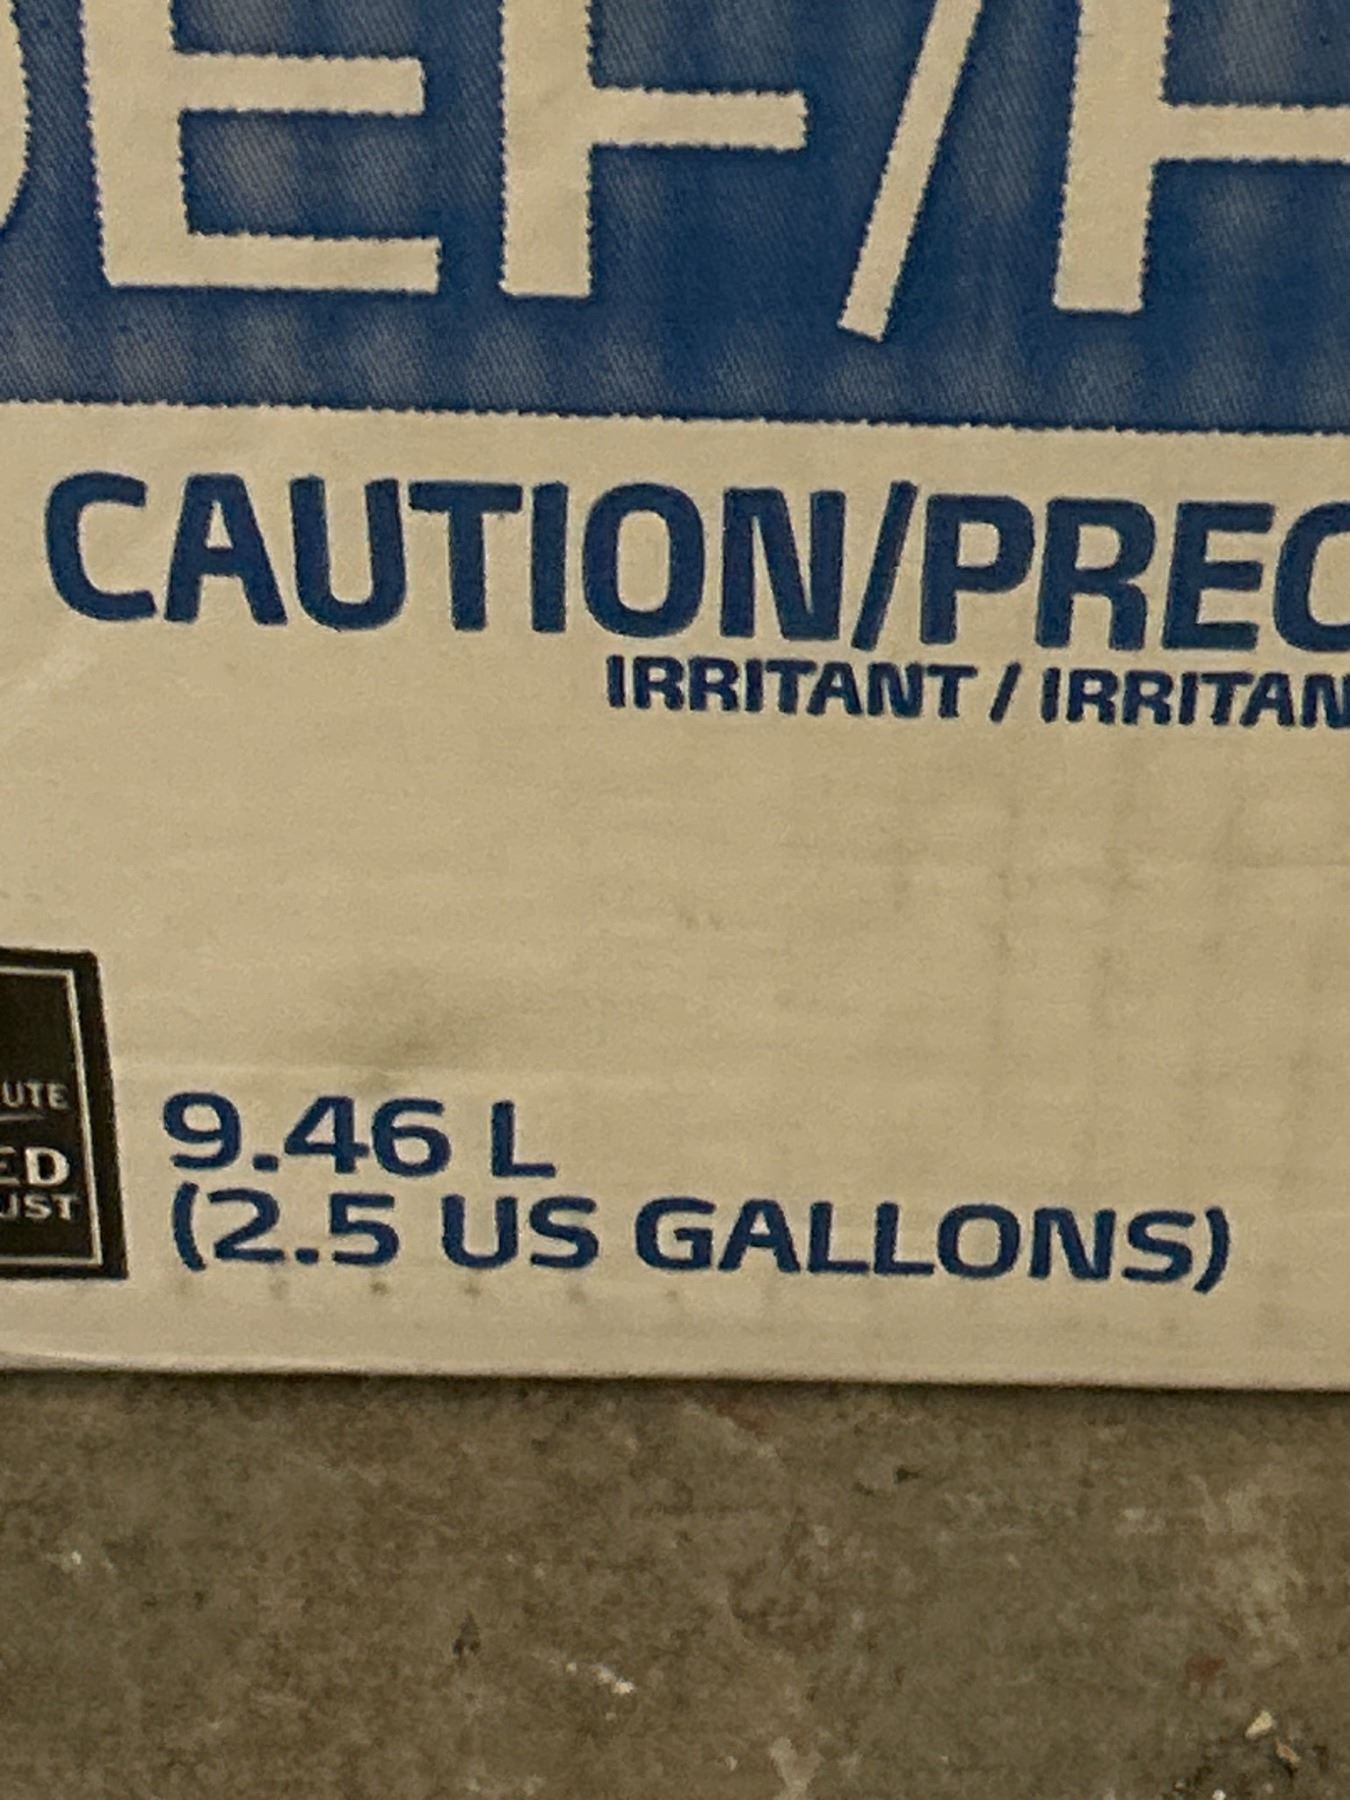 DEF/F
CAUTION/PREC
IRRITANT / IRRITAN
UTE
ED
UST
9.46 L
(2.5 US GALLONS)